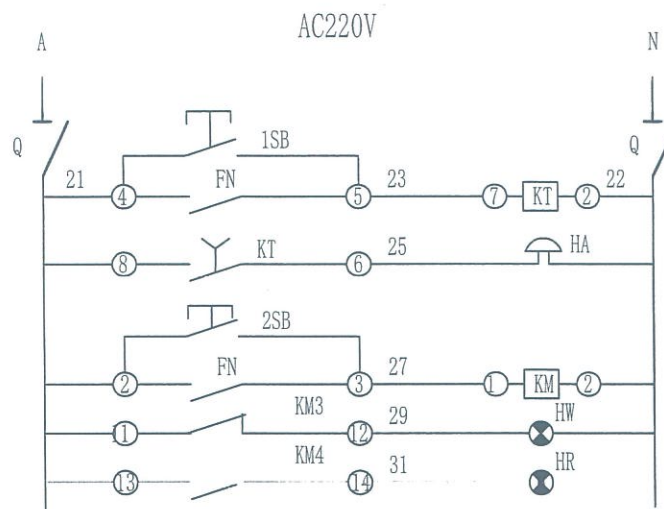 AC220V
A N
Q Q
1SB
21 FN 23 22
4 5 7 KT 2
KT 25 HA
8 6
2SB
FN 27
2 3 1 KM 2
KM3 29 HW
1 12
KM4 31 HR
13 14